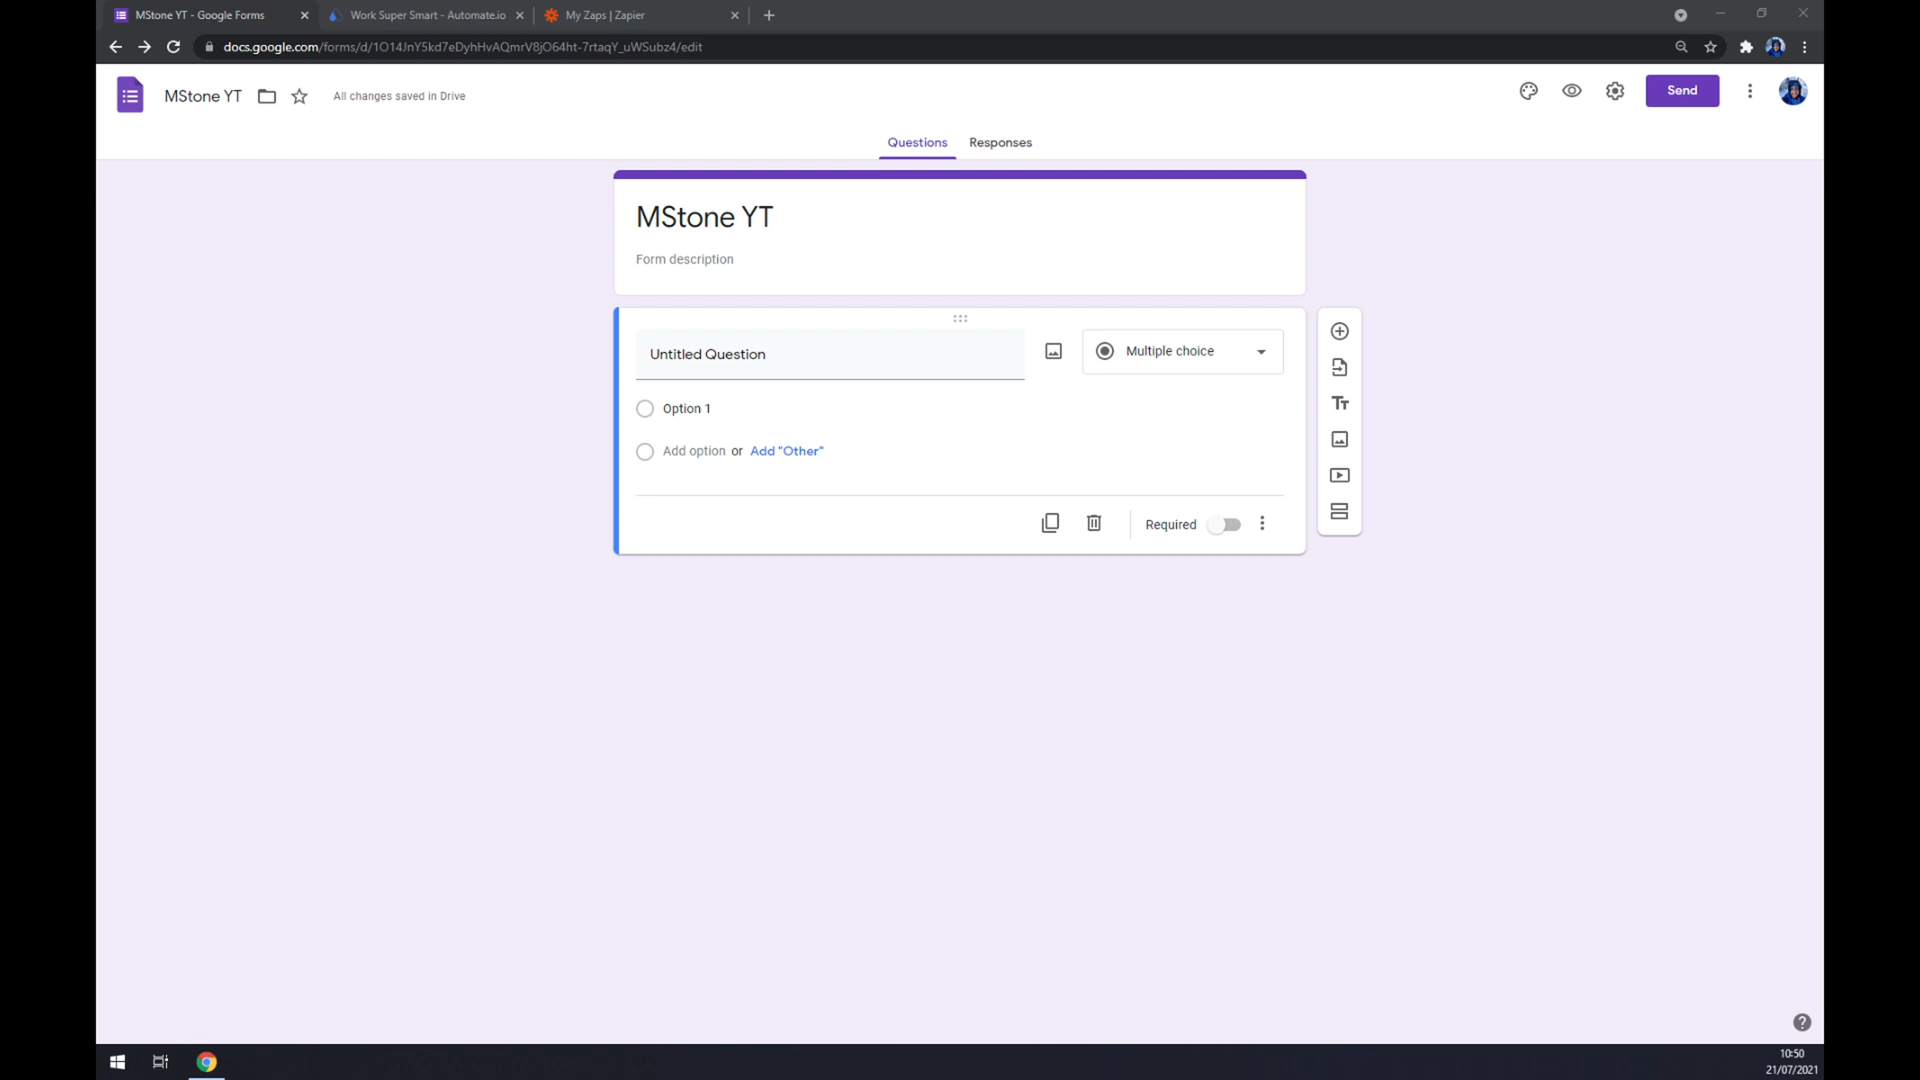 MStone YT - Google Forms
Work Super Smart - Automate.io
My Zaps | Zapier
docs.google.com/forms/d/1O14JnY5kd7eDyhHvAQmrV8jO64ht-7rtaqY_uWSubz4/edit
MStone YT
All changes saved in Drive
Send
Questions
Responses
MStone YT
Form description
Untitled Question
Multiple choice
Option 1
Add option or Add "Other"
Required
10:50
21/07/2021